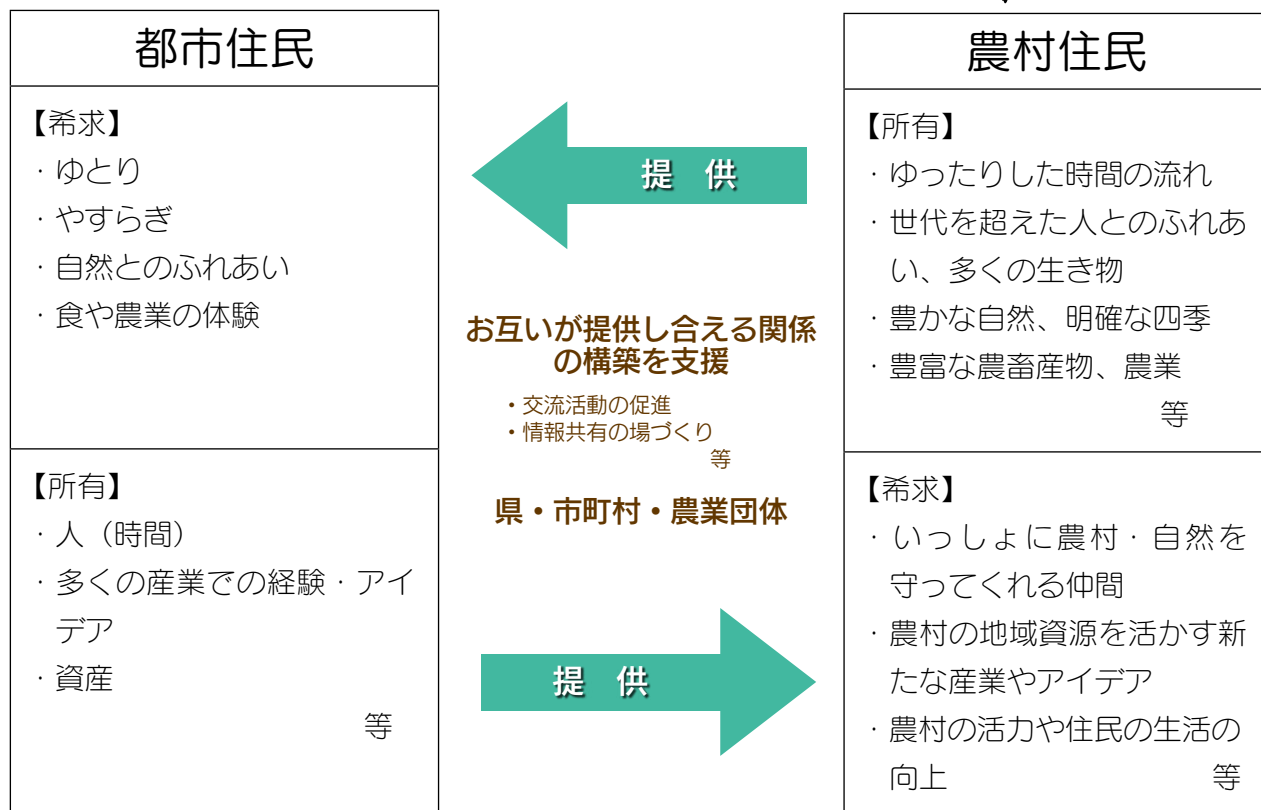 都市住民
【希求】
・ゆとり
・やすらぎ
・自然とのふれあい
・食や農業の体験
【所有】
・人（時間）
・多くの産業での経験・アイ
デア
・資産
等
提 供
お互いが提供し合える関係
の構築を支援
・交流活動の促進
・情報共有の場づくり
等
県・市町村・農業団体
提 供
農村住民
【所有】
・ゆったりした時間の流れ
・世代を超えた人とのふれあ
い、多くの生き物
・豊かな自然、明確な四季
・豊富な農畜産物、農業
等
【希求】
・いっしょに農村・自然を
守ってくれる仲間
・農村の地域資源を活かす新
たな産業やアイデア
・農村の活力や住民の生活の
向上 等